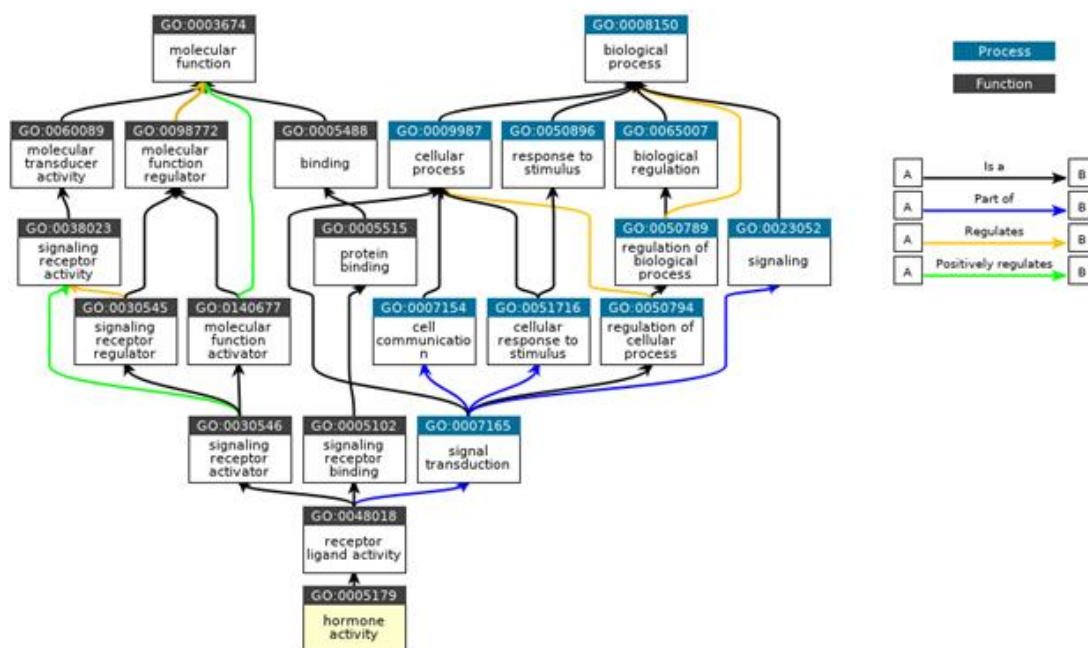 GO:0003674
molecular
function
GO:0008150
biological
process
Process
Function
GO:0060089
molecular
transducer
activity
GO:0098772
molecular
function
regulator
GO:0005488
binding
GO:0009987
cellular
process
GO:0050896
response to
stimulus
GO:0065007
biological
regulation
A
Is a
B
A
Part of
B
A
Regulates
B
A
Positively regulates
B
GO:0038023
signaling
receptor
activity
GO:0005515
protein
binding
GO:0050789
regulation of
biological
process
GO:0023052
signaling
GO:0030545
signaling
receptor
regulator
GO:0140677
molecular
function
activator
GO:0007154
cell
communicatio
n
GO:0051716
cellular
response to
stimulus
GO:0050794
regulation of
cellular
process
GO:0030546
signaling
receptor
activator
GO:0005102
signaling
receptor
binding
GO:0007165
signal
transduction
GO:0048018
receptor
ligand activity
GO:0005179
hormone
activity